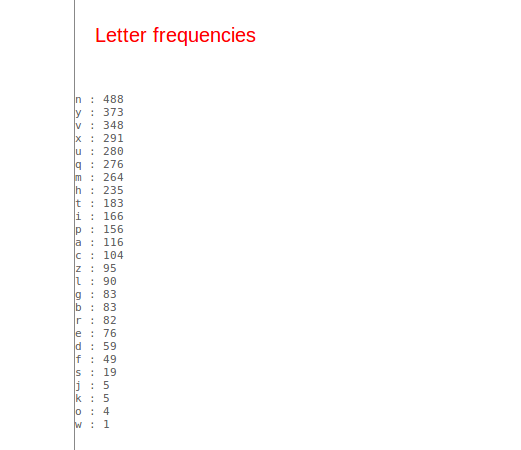 Letter frequencies
n : 488
y : 373
v : 348
x : 291
u : 280
q : 276
m : 264
h : 235
t : 183
i : 166
p : 156
a : 116
c : 104
z : 95
l : 90
g : 83
b : 83
r : 82
e : 76
d : 59
f : 49
s : 19
j : 5
k : 5
o : 4
w : 1